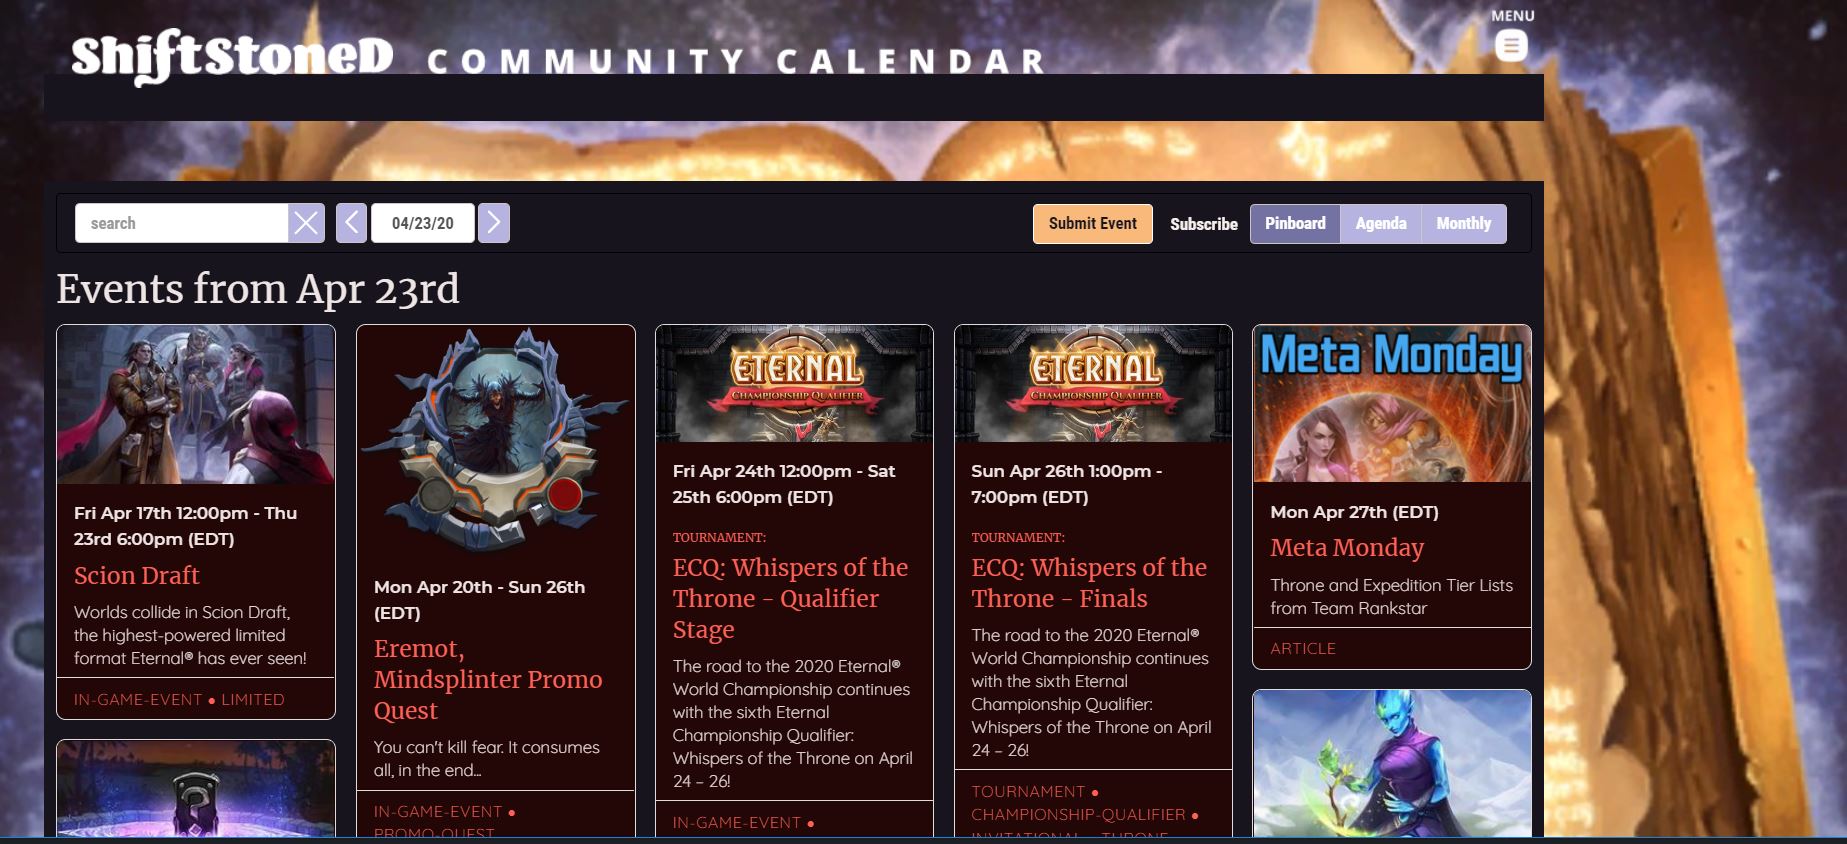 MENU
ShiftStoneD COMMUNITY CALENDAR
search
04/23/20
Submit Event
Subscribe
Pinboard
Agenda
Monthly
Events from Apr 23rd
Fri Apr 17th 12:00pm - Thu
23rd 6:00pm (EDT)
Scion Draft
Worlds collide in Scion Draft,
the highest-powered limited
format Eternal® has ever seen!
IN-GAME-EVENT ● LIMITED
Mon Apr 20th - Sun 26th
(EDT)
Eremot,
Mindsplinter Promo
Quest
You can't kill fear. It consumes
all, in the end...
IN-GAME-EVENT ●
PROMO-QUEST
ETERNAL
CHAMPIONSHIP QUALIFIER
Fri Apr 24th 12:00pm - Sat
25th 6:00pm (EDT)
TOURNAMENT:
ECQ: Whispers of the
Throne - Qualifier
Stage
The road to the 2020 Eternal®
World Championship continues
with the sixth Eternal
Championship Qualifier:
Whispers of the Throne on April
24 – 26!
IN-GAME-EVENT ●
ETERNAL
CHAMPIONSHIP QUALIFIER
Sun Apr 26th 1:00pm -
7:00pm (EDT)
TOURNAMENT:
ECQ: Whispers of the
Throne - Finals
The road to the 2020 Eternal®
World Championship continues
with the sixth Eternal
Championship Qualifier:
Whispers of the Throne on April
24 – 26!
TOURNAMENT ●
CHAMPIONSHIP-QUALIFIER ●
INVITATIONAL ● THRONE
Meta Monday
Mon Apr 27th (EDT)
Meta Monday
Throne and Expedition Tier Lists
from Team Rankstar
ARTICLE